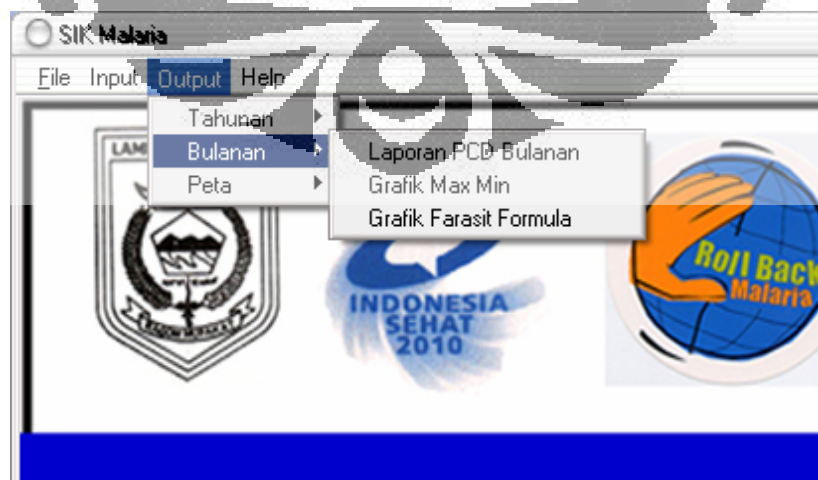 SIK Malaria
File Input Output Help
Tahunan
Bulanan
Peta
Laporan PCD Bulanan
Grafik Max Min
Grafik Farasit Formula
LAM
INDONESIA
SEHAT
2010
Roll Back
Malaria